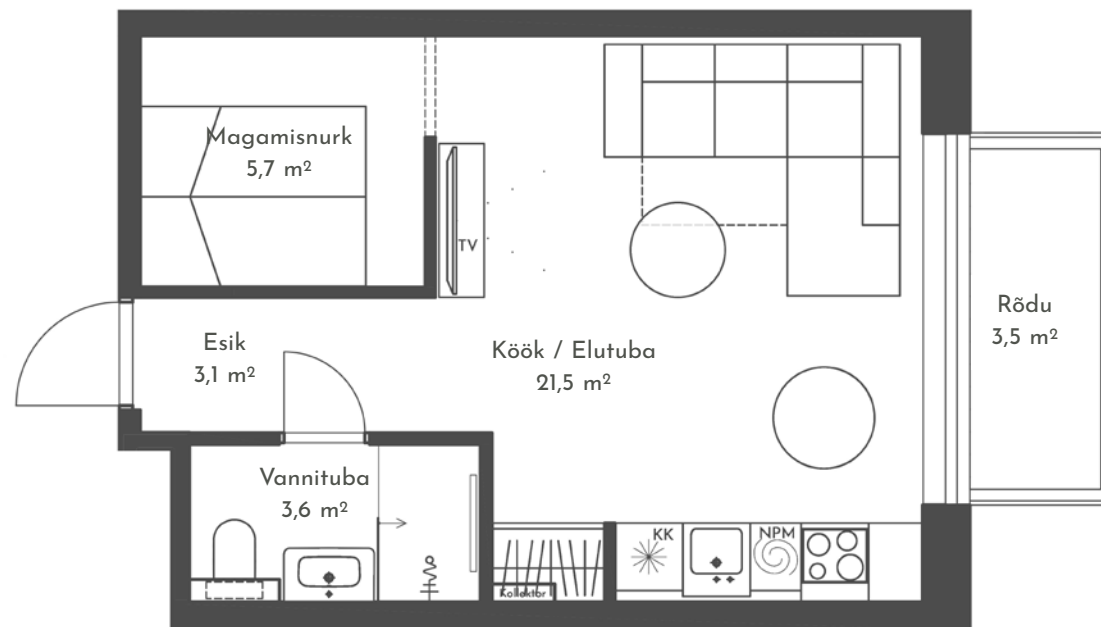 Magamisnurk
5,7 m²
TV
Esik
3,1 m²
Köök / Elutuba
21,5 m²
Rõdu
3,5 m²
Vannituba
3,6 m²
KK
NPM
Kollektor